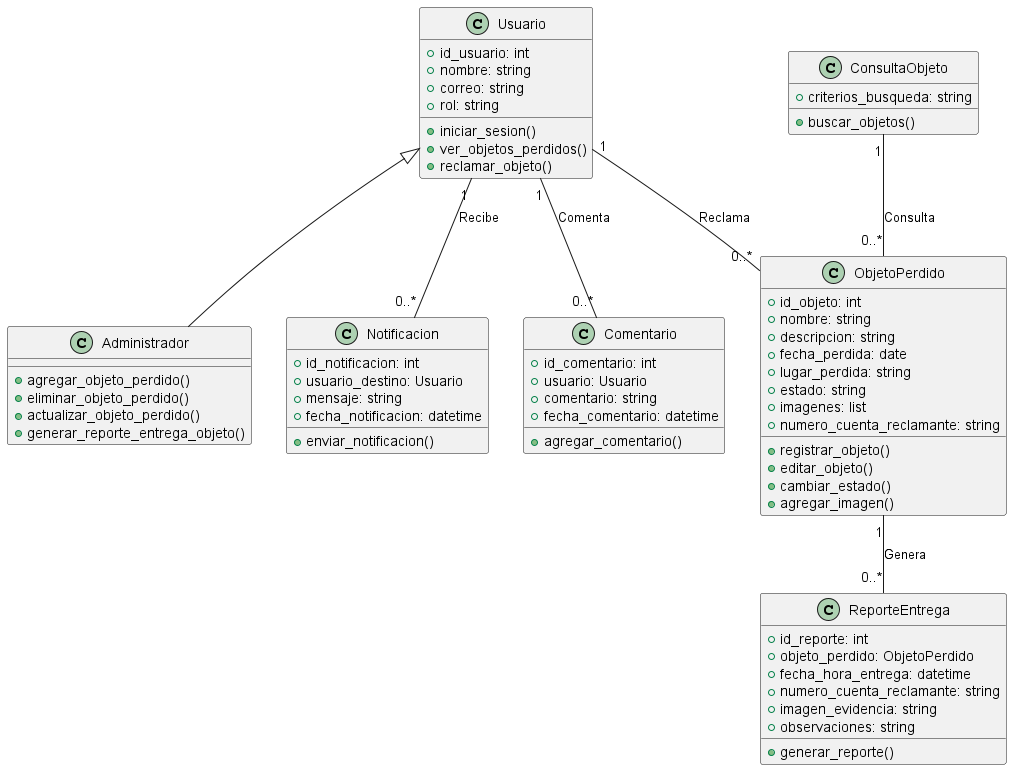 C Usuario
id_usuario: int
nombre: string
correo: string
rol: string
iniciar_sesion()
ver_objetos_perdidos()
reclamar_objeto()
C ConsultaObjeto
criterios_busqueda: string
buscar_objetos()
1
1
1
1
Recibe
Comenta
Reclama
Consulta
0..*
0..*
0..*
0..*
C Administrador
agregar_objeto_perdido()
eliminar_objeto_perdido()
actualizar_objeto_perdido()
generar_reporte_entrega_objeto()
C Notificacion
id_notificacion: int
usuario_destino: Usuario
mensaje: string
fecha_notificacion: datetime
enviar_notificacion()
C Comentario
id_comentario: int
usuario: Usuario
comentario: string
fecha_comentario: datetime
agregar_comentario()
C ObjetoPerdido
id_objeto: int
nombre: string
descripcion: string
fecha_perdida: date
lugar_perdida: string
estado: string
imagenes: list
numero_cuenta_reclamante: string
registrar_objeto()
editar_objeto()
cambiar_estado()
agregar_imagen()
1
Genera
0..*
C ReporteEntrega
id_reporte: int
objeto_perdido: ObjetoPerdido
fecha_hora_entrega: datetime
numero_cuenta_reclamante: string
imagen_evidencia: string
observaciones: string
generar_reporte()